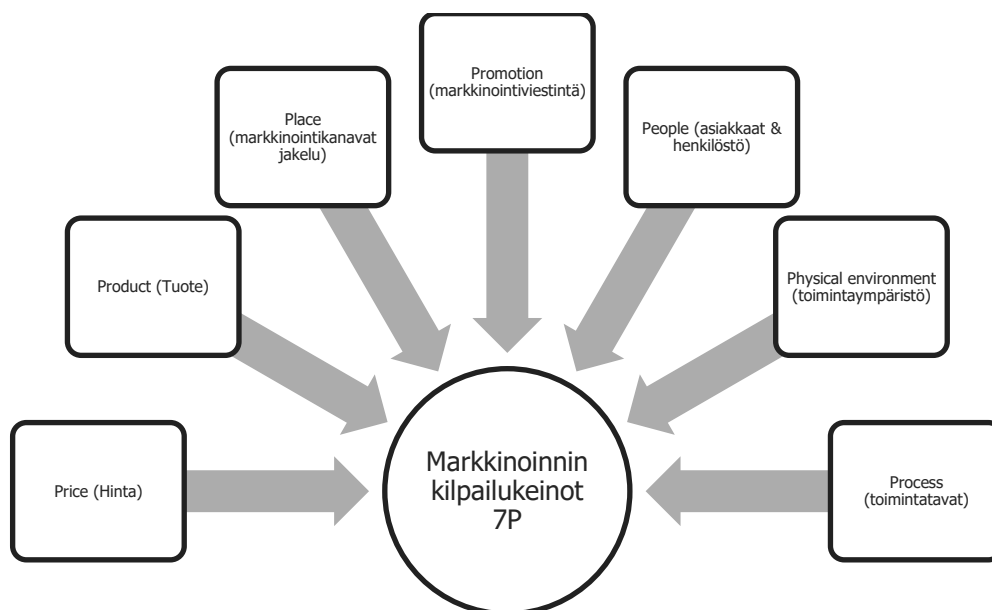 Promotion
(markkinointiviestintä)
Place
(markkinointikanavat
jakelu)
People (asiakkaat &
henkilöstö)
Product (Tuote)
Physical environment
(toimintaympäristö)
Price (Hinta)
Markkinoinnin
kilpailukeinot
7P
Process
(toimintatavat)